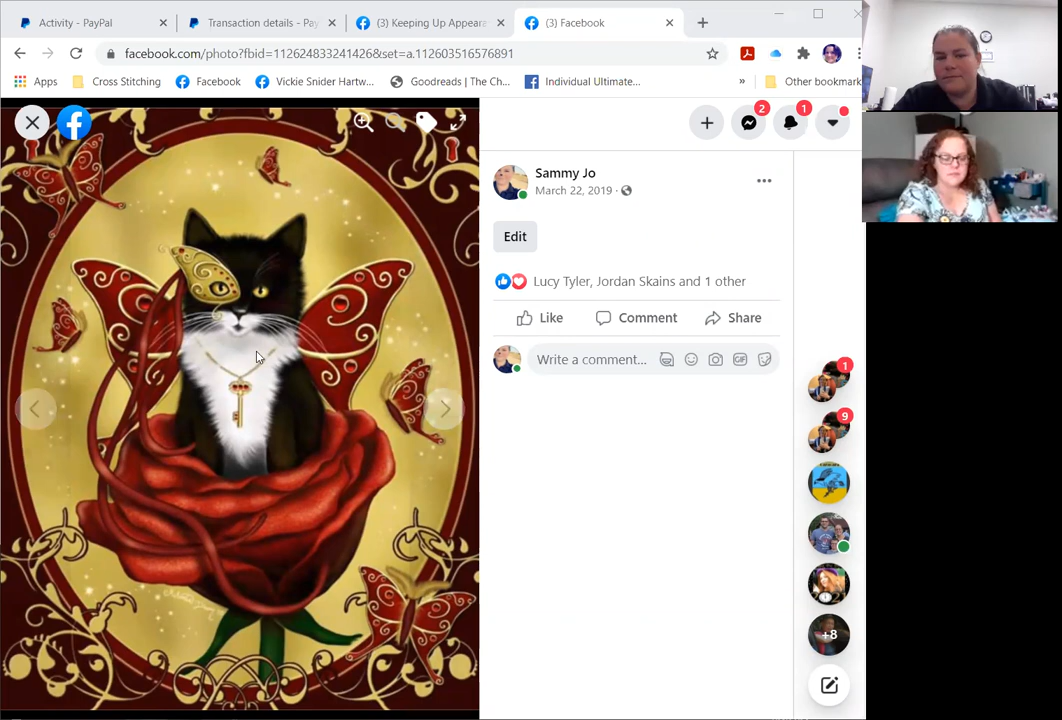 Activity - PayPal
Transaction details - Pay
(3) Keeping Up Appeara
(3) Facebook
facebook.com/photo?fbid=112624833241426&set=a.112603516576891
Apps
Cross Stitching
Facebook
Vickie Snider Hartw...
Goodreads | The Ch...
Individual Ultimate...
»
Other bookmark
2
1
Sammy Jo
March 22, 2019
Edit
Lucy Tyler, Jordan Skains and 1 other
Like
Comment
Share
Write a comment...
GIF
1
9
+8